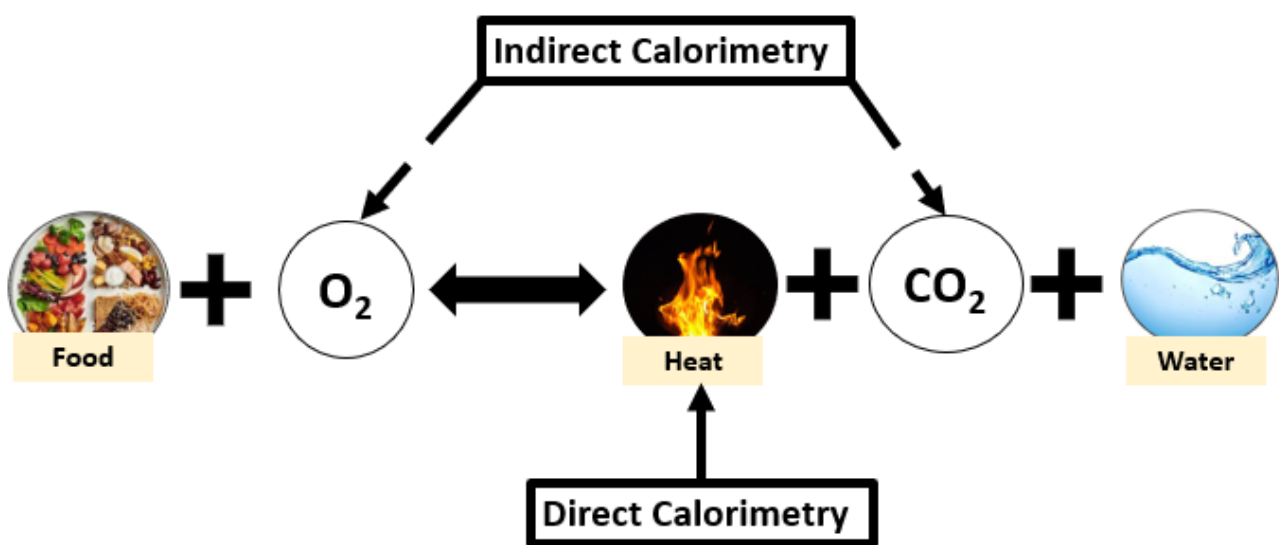 Indirect Calorimetry
O₂
CO₂
Food
Heat
Water
Direct Calorimetry